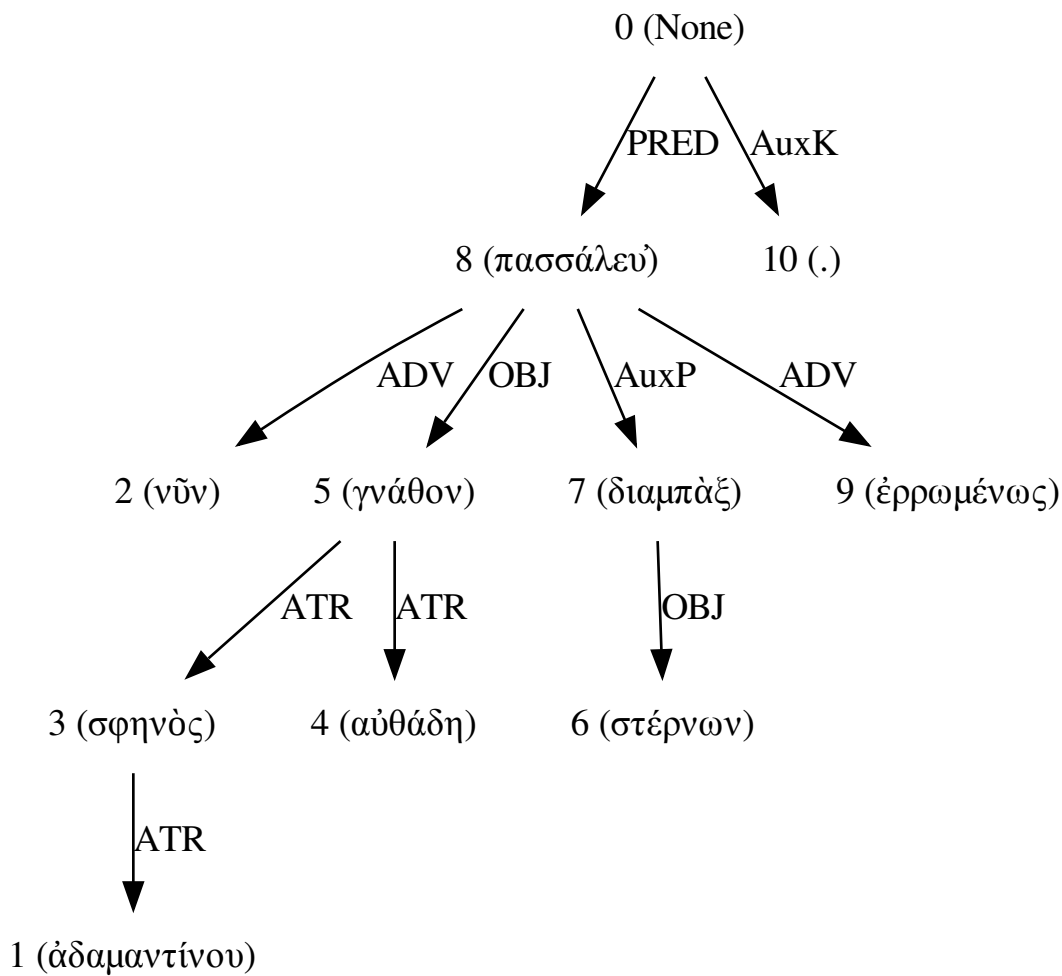 0 (None)
PRED
AuxK
8 (πασσάλεὐ)
10 (.)
ADV
OBJ
AuxP
ADV
2 (νῦν)
5 (γνάθον)
7 (διαμπὰξ)
9 (ἐρρωμένως)
ATR
ATR
OBJ
3 (σφηνὸς)
4 (αὐθάδη)
6 (στέρνων)
ATR
1 (ἀδαμαντίνου)